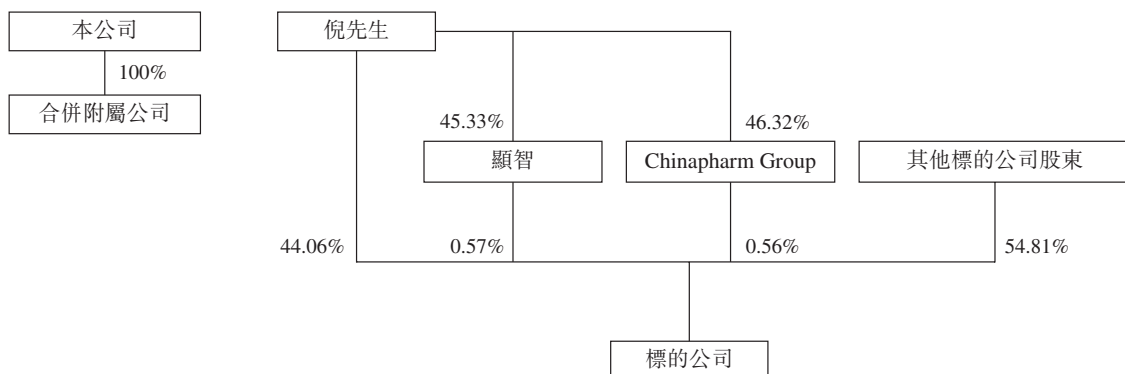 本公司
倪先生
100%
合併附屬公司
45.33%
46.32%
顯智
Chinapharm Group
其他標的公司股東
44.06%
0.57%
0.56%
54.81%
標的公司